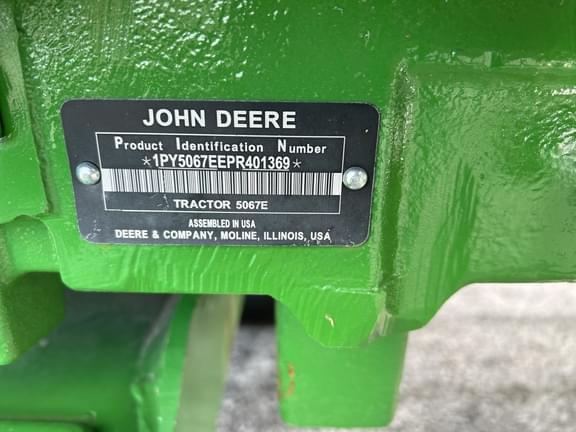 JOHN DEERE
Product Identification Number
*1PY5067EEPR401369*
TRACTOR 5067E
ASSEMBLED IN USA
DEERE & COMPANY, MOLINE, ILLINOIS, USA